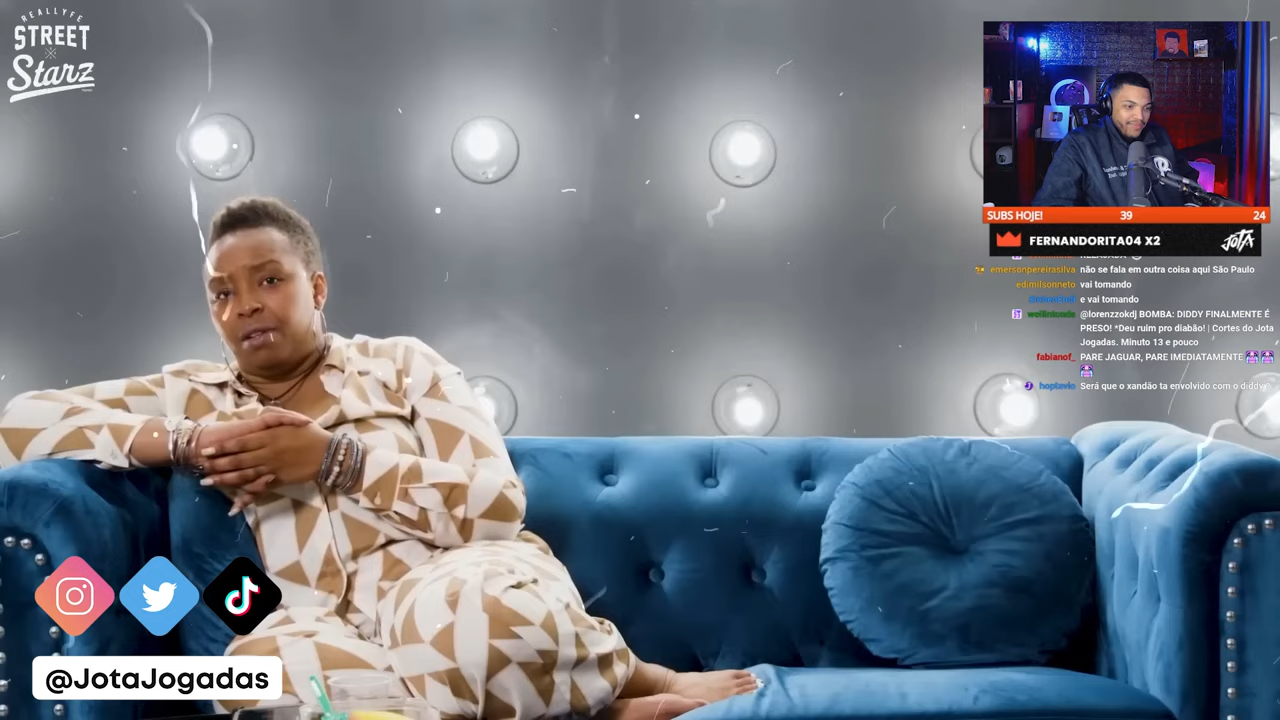 REALLYFE
STREET
Starz
SUBS HOJE! 39 24
FERNANDORITA04 X2 JOTA
emersonpereirasilva não se fala em outra coisa aqui São Paulo
edimilsonneto vai tomando
e vai tomando
@lorenzzokdj BOMBA: DIDDY FINALMENTE É
PRESO! *Deu ruim pro diabão! | Cortes do Jota
Jogadas. Minuto 13 e pouco
fabianof_ PARE JAGUAR, PARE IMEDIATAMENTE
hoptavio Será que o xandão ta envolvido com o diddy
@JotaJogadas